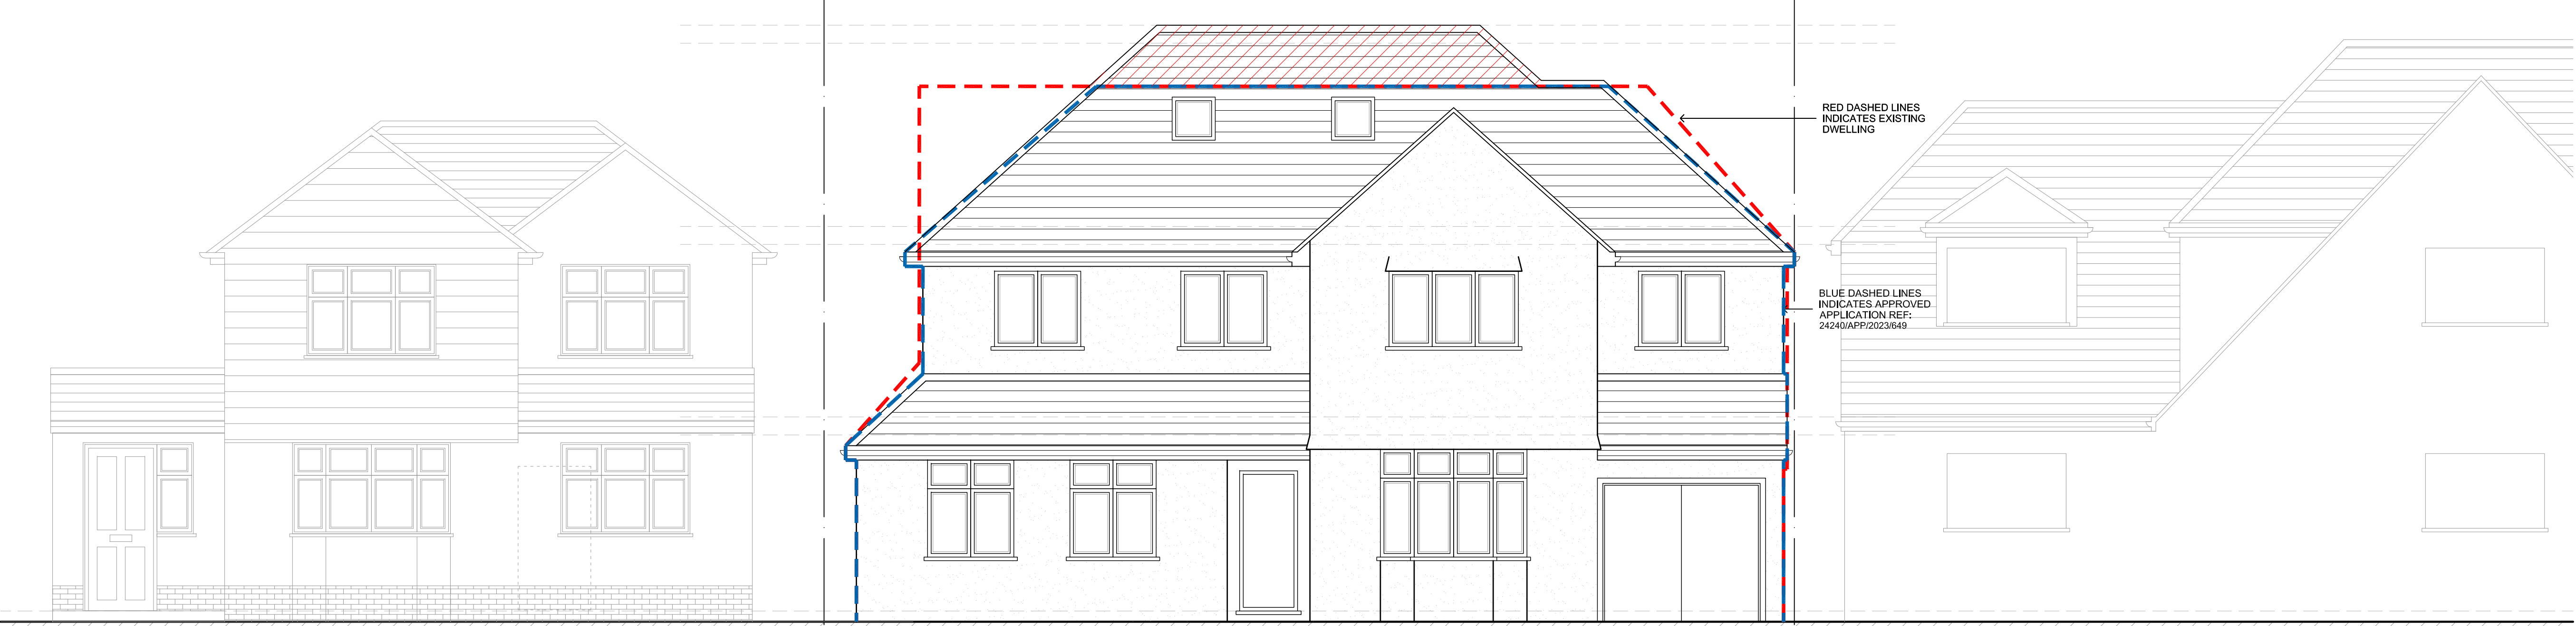 RED DASHED LINES
INDICATES EXISTING
DWELLING
BLUE DASHED LINES
INDICATES APPROVED
APPLICATION REF:
24240/APP/2023/649